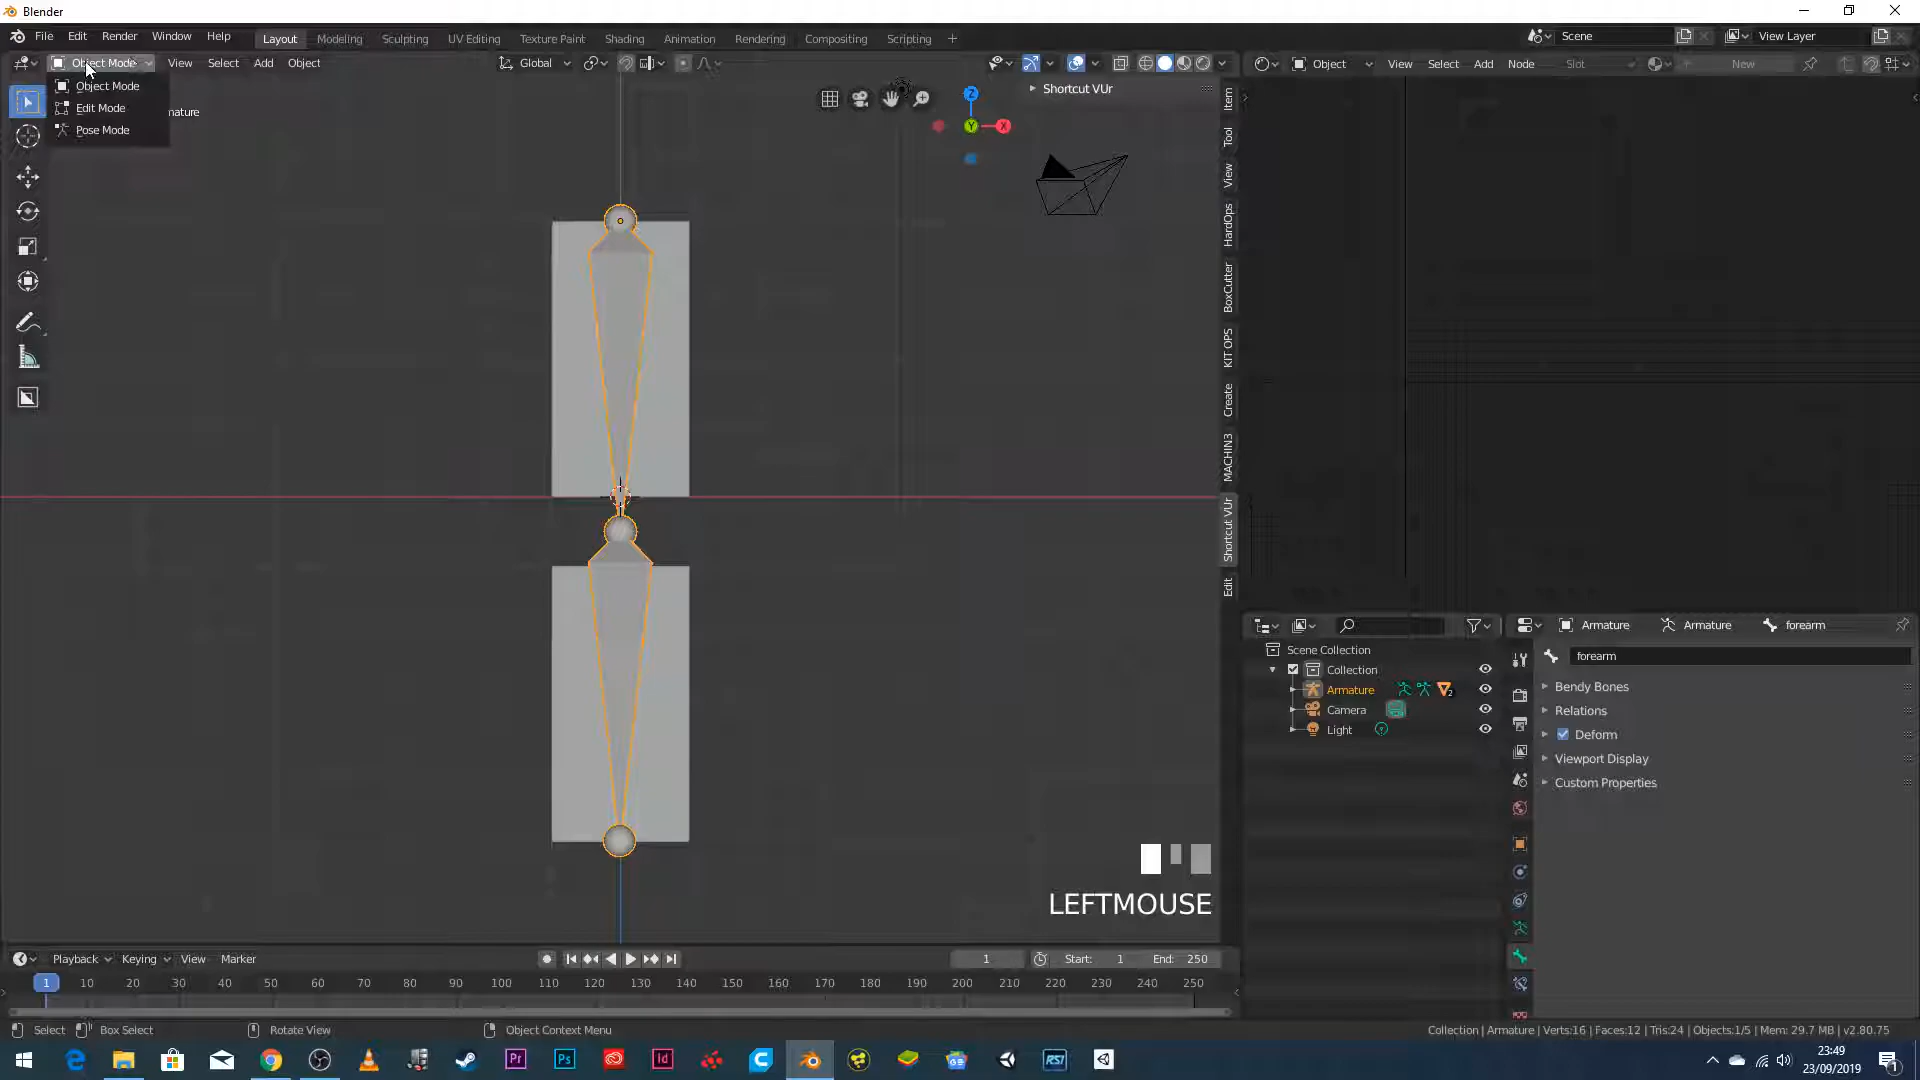 Blender
File Edit Render Window Help Layout Modeling Sculpting UV Editing Texture Paint Shading Animation Rendering Compositing Scripting + Scene View Layer
Object Mode View Select Add Object Global Object View Select Add Node Slot New
Object Mode
Edit Mode
Pose Mode
mature
Shortcut VUr
Z
Y
X
Item
Tool
View
HardOps
BoxCutter
KIT OPS
Create
MACHIN3
Shortcut VUr
Edit
LEFTMOUSE
Scene Collection
Collection
Armature 2
Camera
Light
Armature Armature forearm
forearm
Bendy Bones
Relations
Deform
Viewport Display
Custom Properties
Playback Keying View Marker 1 Start: 1 End: 250
1 10 20 30 40 50 60 70 80 90 100 110 120 130 140 150 160 170 180 190 200 210 220 230 240 250
Select Box Select Rotate View Object Context Menu Collection | Armature | Verts:16 | Faces:12 | Tris:24 | Objects:1/5 | Mem: 29.7 MB | v2.80.75
Pr Ps Id RSI
23:49
23/09/2019
1